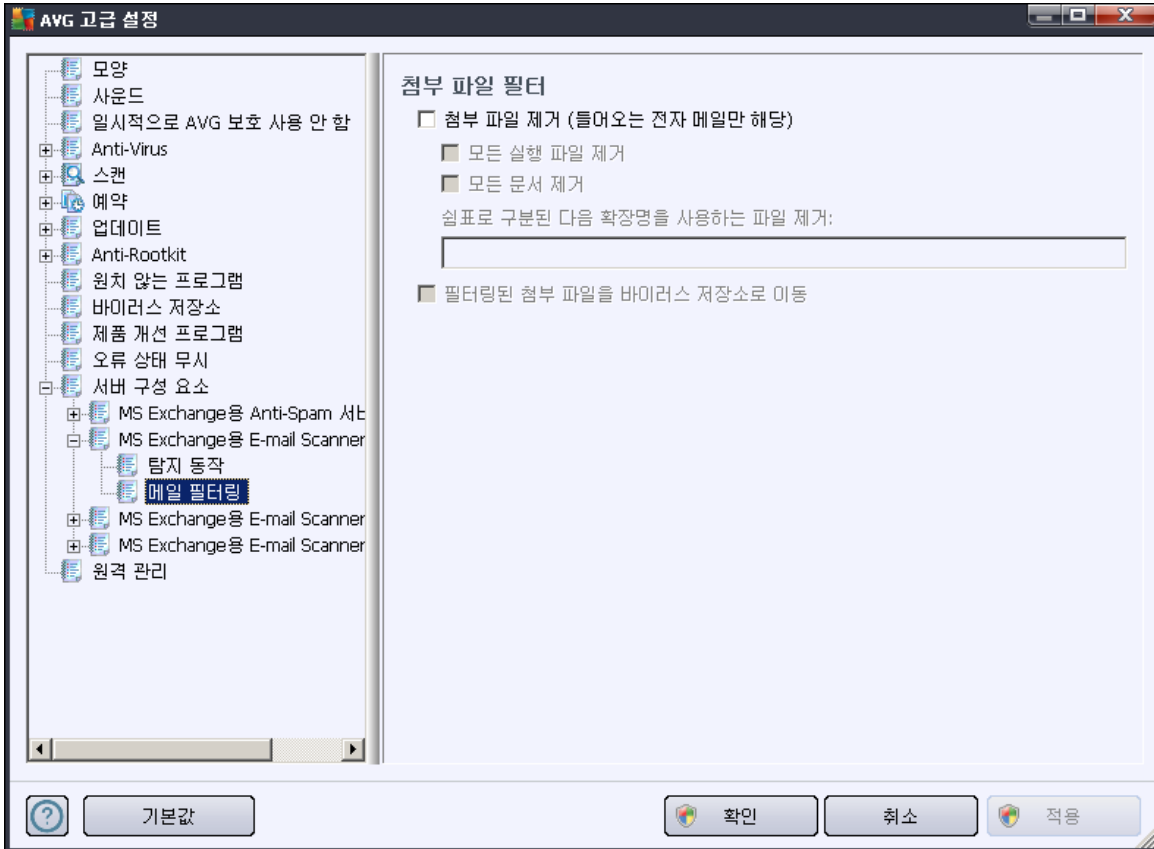 AVG 고급 설정
모양
사운드
일시적으로 AVG 보호 사용 안 함
Anti-Virus
스캔
예약
업데이트
Anti-Rootkit
원치 않는 프로그램
바이러스 저장소
제품 개선 프로그램
오류 상태 무시
서버 구성 요소
MS Exchange용 Anti-Spam 서
MS Exchange용 E-mail Scanner
탐지 동작
메일 필터링
MS Exchange용 E-mail Scanner
MS Exchange용 E-mail Scanner
원격 관리
첨부 파일 필터
첨부 파일 제거 (들어오는 전자 메일만 해당)
모든 실행 파일 제거
모든 문서 제거
쉼표로 구분된 다음 확장명을 사용하는 파일 제거:
필터링된 첨부 파일을 바이러스 저장소로 이동
기본값
확인
취소
적용